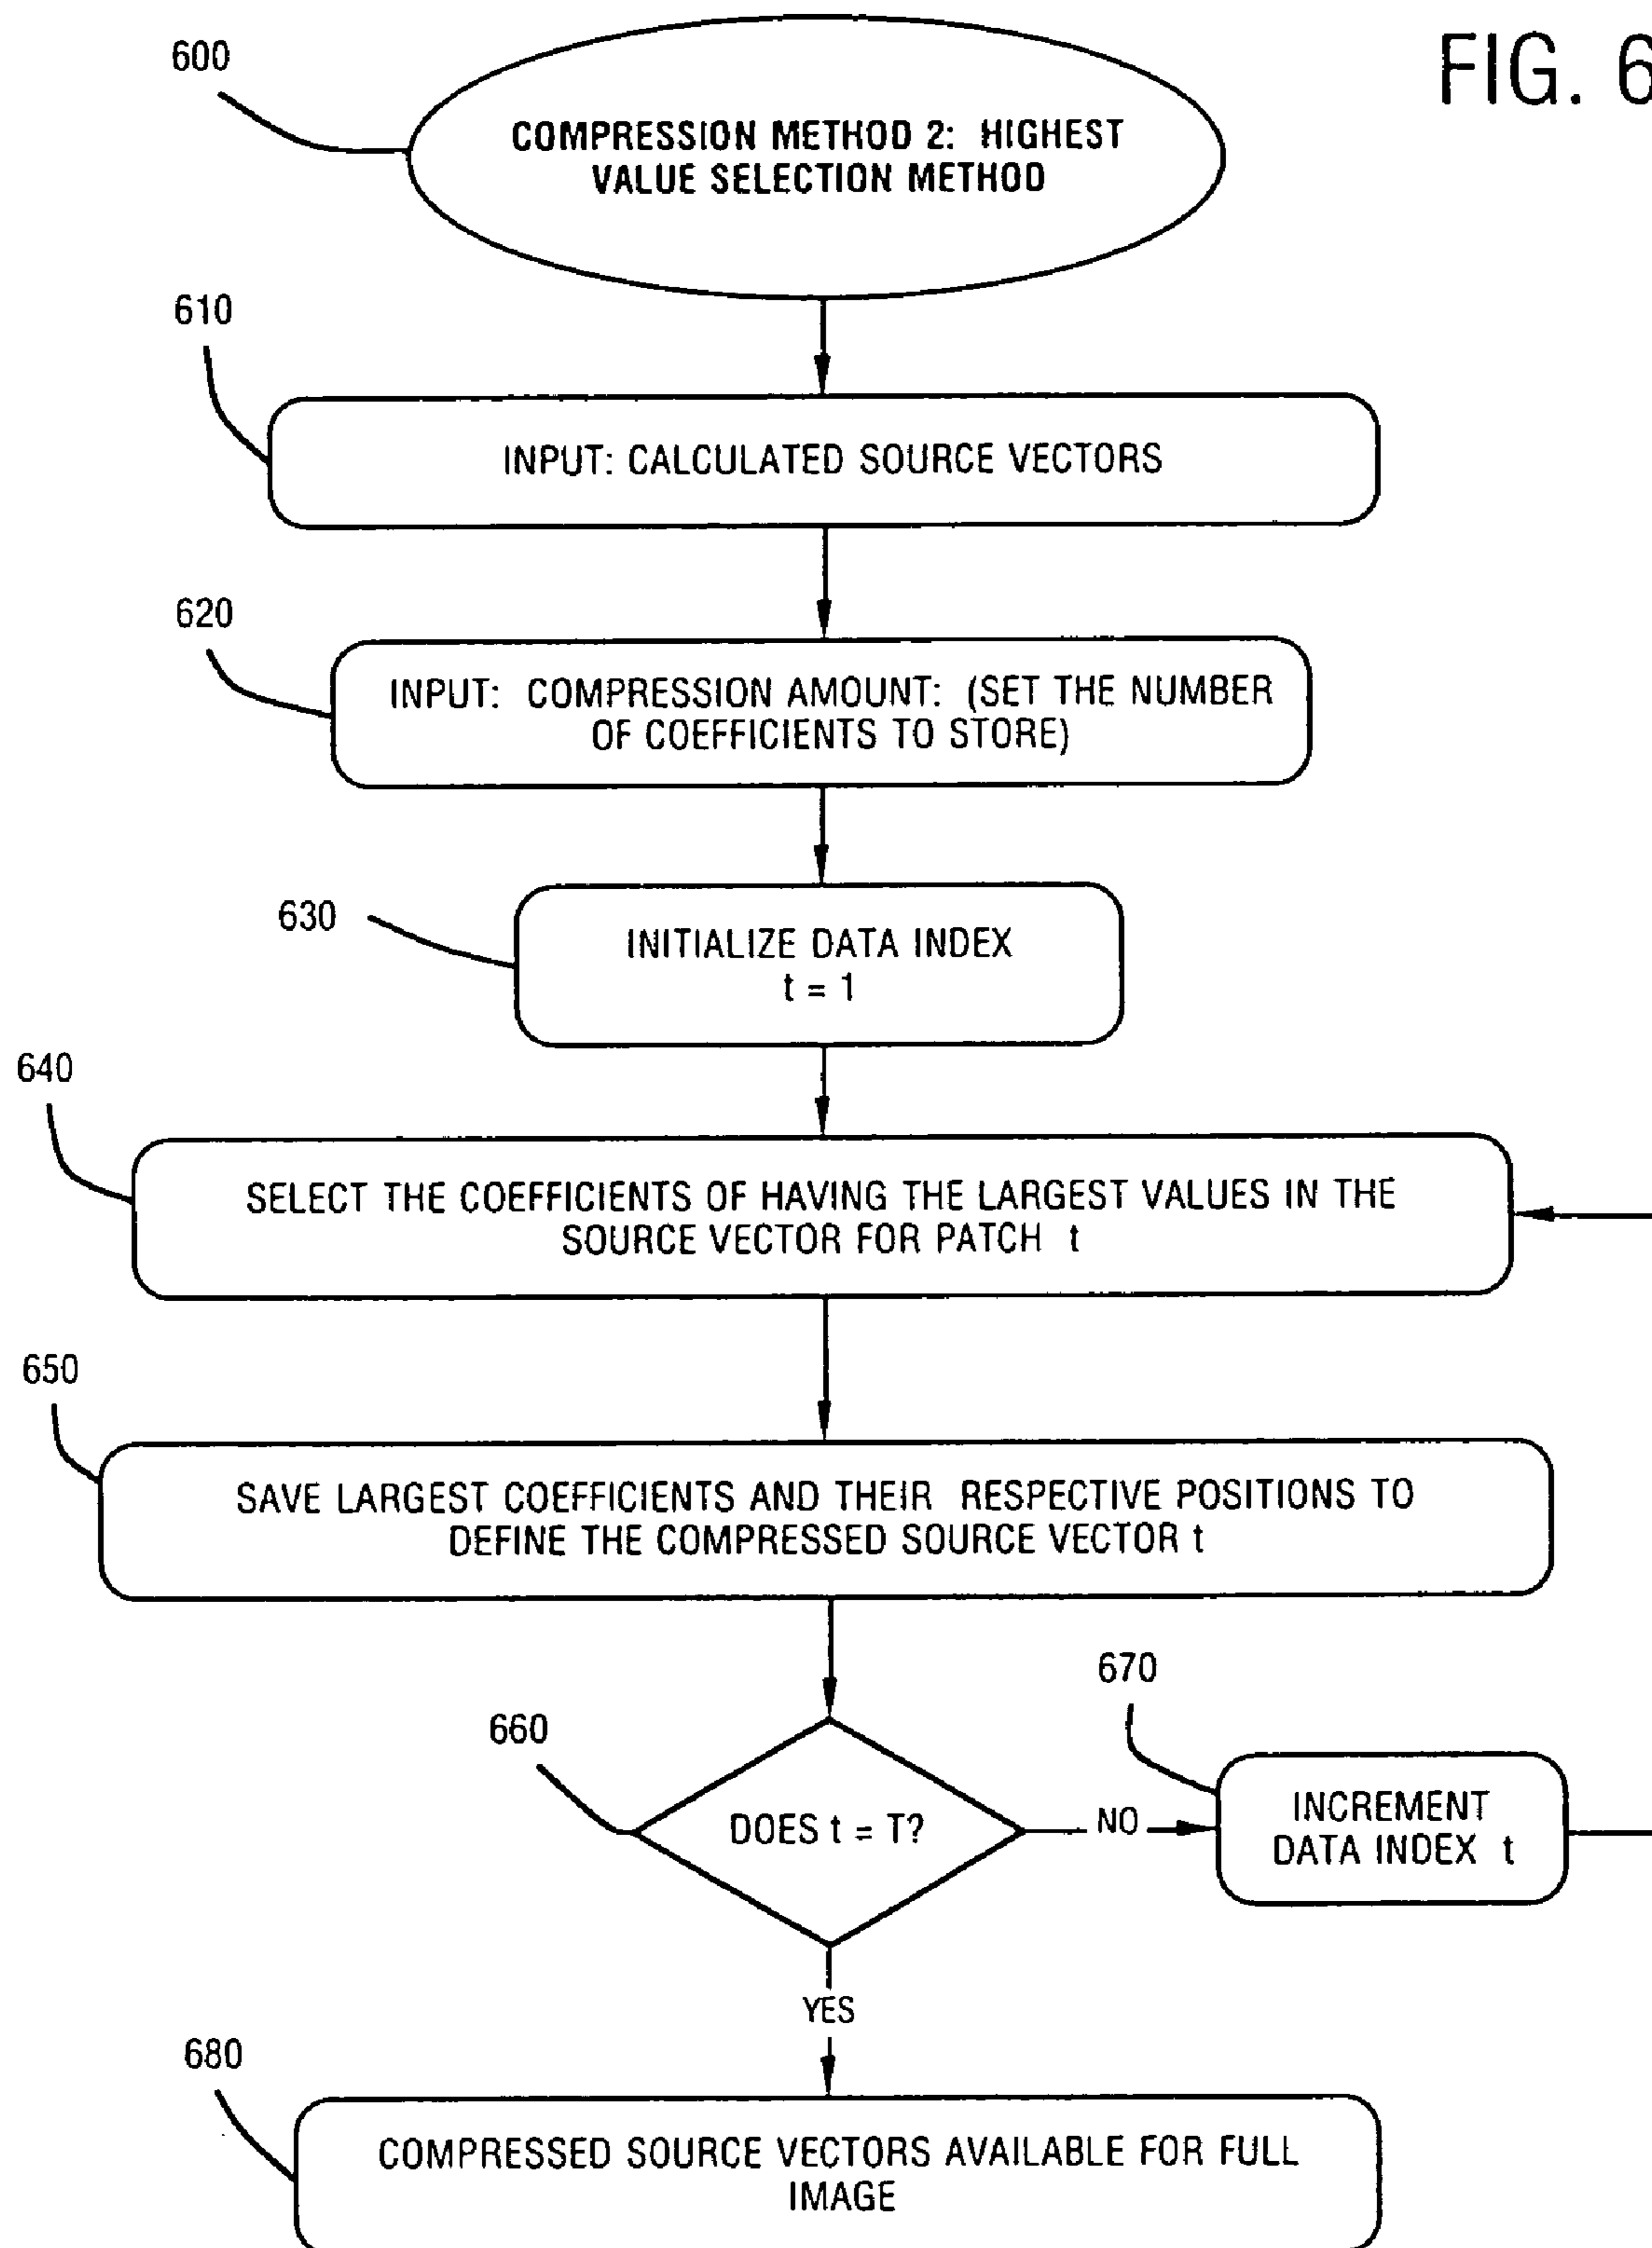 FIG. 6
600
COMPRESSION METHOD 2: HIGHEST
VALUE SELECTION METHOD
610
INPUT: CALCULATED SOURCE VECTORS
620
INPUT: COMPRESSION AMOUNT: (SET THE NUMBER
OF COEFFICIENTS TO STORE)
630
INITIALIZE DATA INDEX
t = 1
640
SELECT THE COEFFICIENTS OF HAVING THE LARGEST VALUES IN THE
SOURCE VECTOR FOR PATCH t
650
SAVE LARGEST COEFFICIENTS AND THEIR RESPECTIVE POSITIONS TO
DEFINE THE COMPRESSED SOURCE VECTOR t
660
DOES t = T?
NO
670
INCREMENT
DATA INDEX t
YES
680
COMPRESSED SOURCE VECTORS AVAILABLE FOR FULL
IMAGE